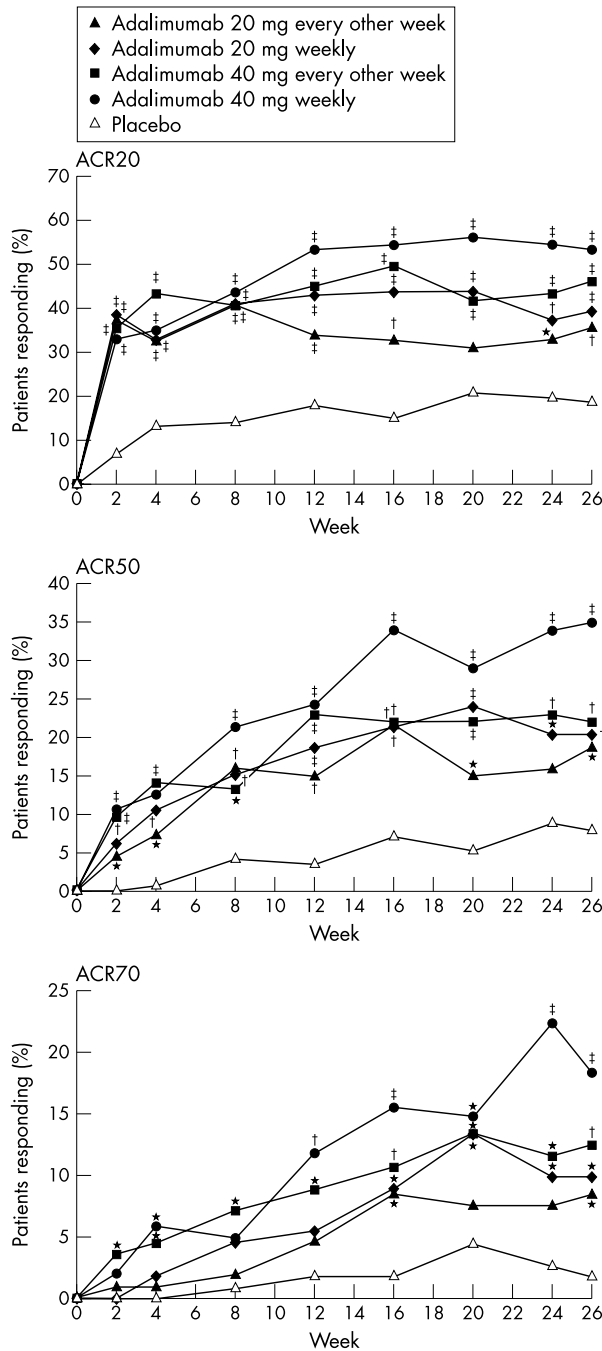 ▲ Adalimumab 20 mg every other week
◆ Adalimumab 20 mg weekly
■ Adalimumab 40 mg every other week
● Adalimumab 40 mg weekly
△ Placebo
ACR20
70
60
50
40
30
20
10
0
Patients responding (%)
0 2 4 6 8 10 12 14 16 18 20 22 24 26
Week
ACR50
40
35
30
25
20
15
10
5
0
Patients responding (%)
0 2 4 6 8 10 12 14 16 18 20 22 24 26
Week
ACR70
25
20
15
10
5
0
Patients responding (%)
0 2 4 6 8 10 12 14 16 18 20 22 24 26
Week